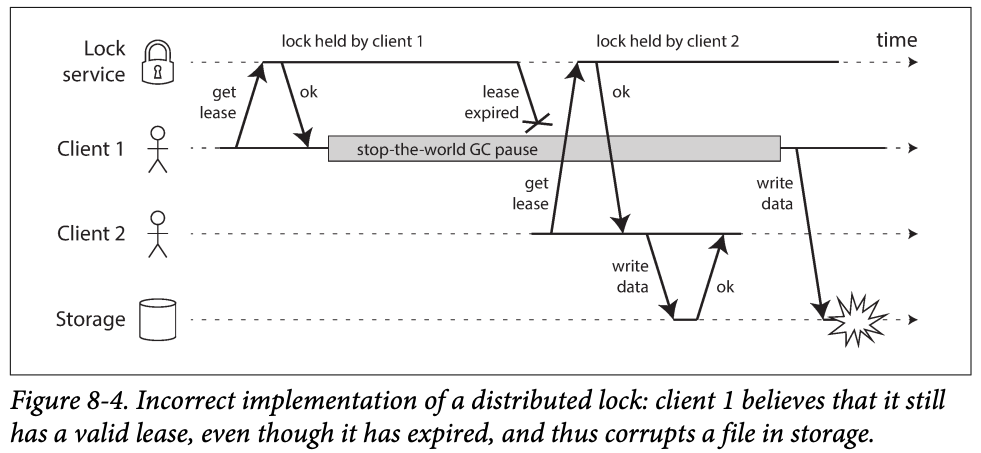 Lock
service
lock held by client 1
lock held by client 2
time
get
lease
ok
lease
expired
ok
Client 1
stop-the-world GC pause
get
lease
write
data
Client 2
write
data
ok
Storage
Figure 8-4. Incorrect implementation of a distributed lock: client 1 believes that it still
has a valid lease, even though it has expired, and thus corrupts a file in storage.